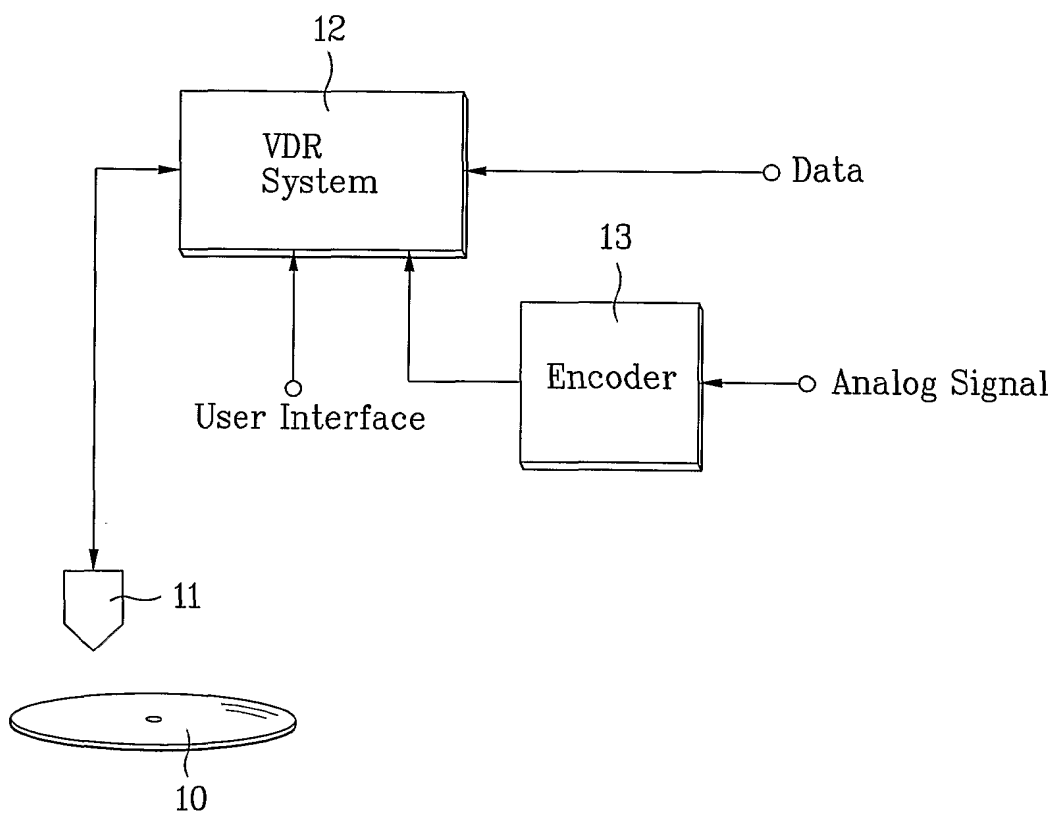 12
VDR
System
Data
13
Encoder
Analog Signal
User Interface
11
10